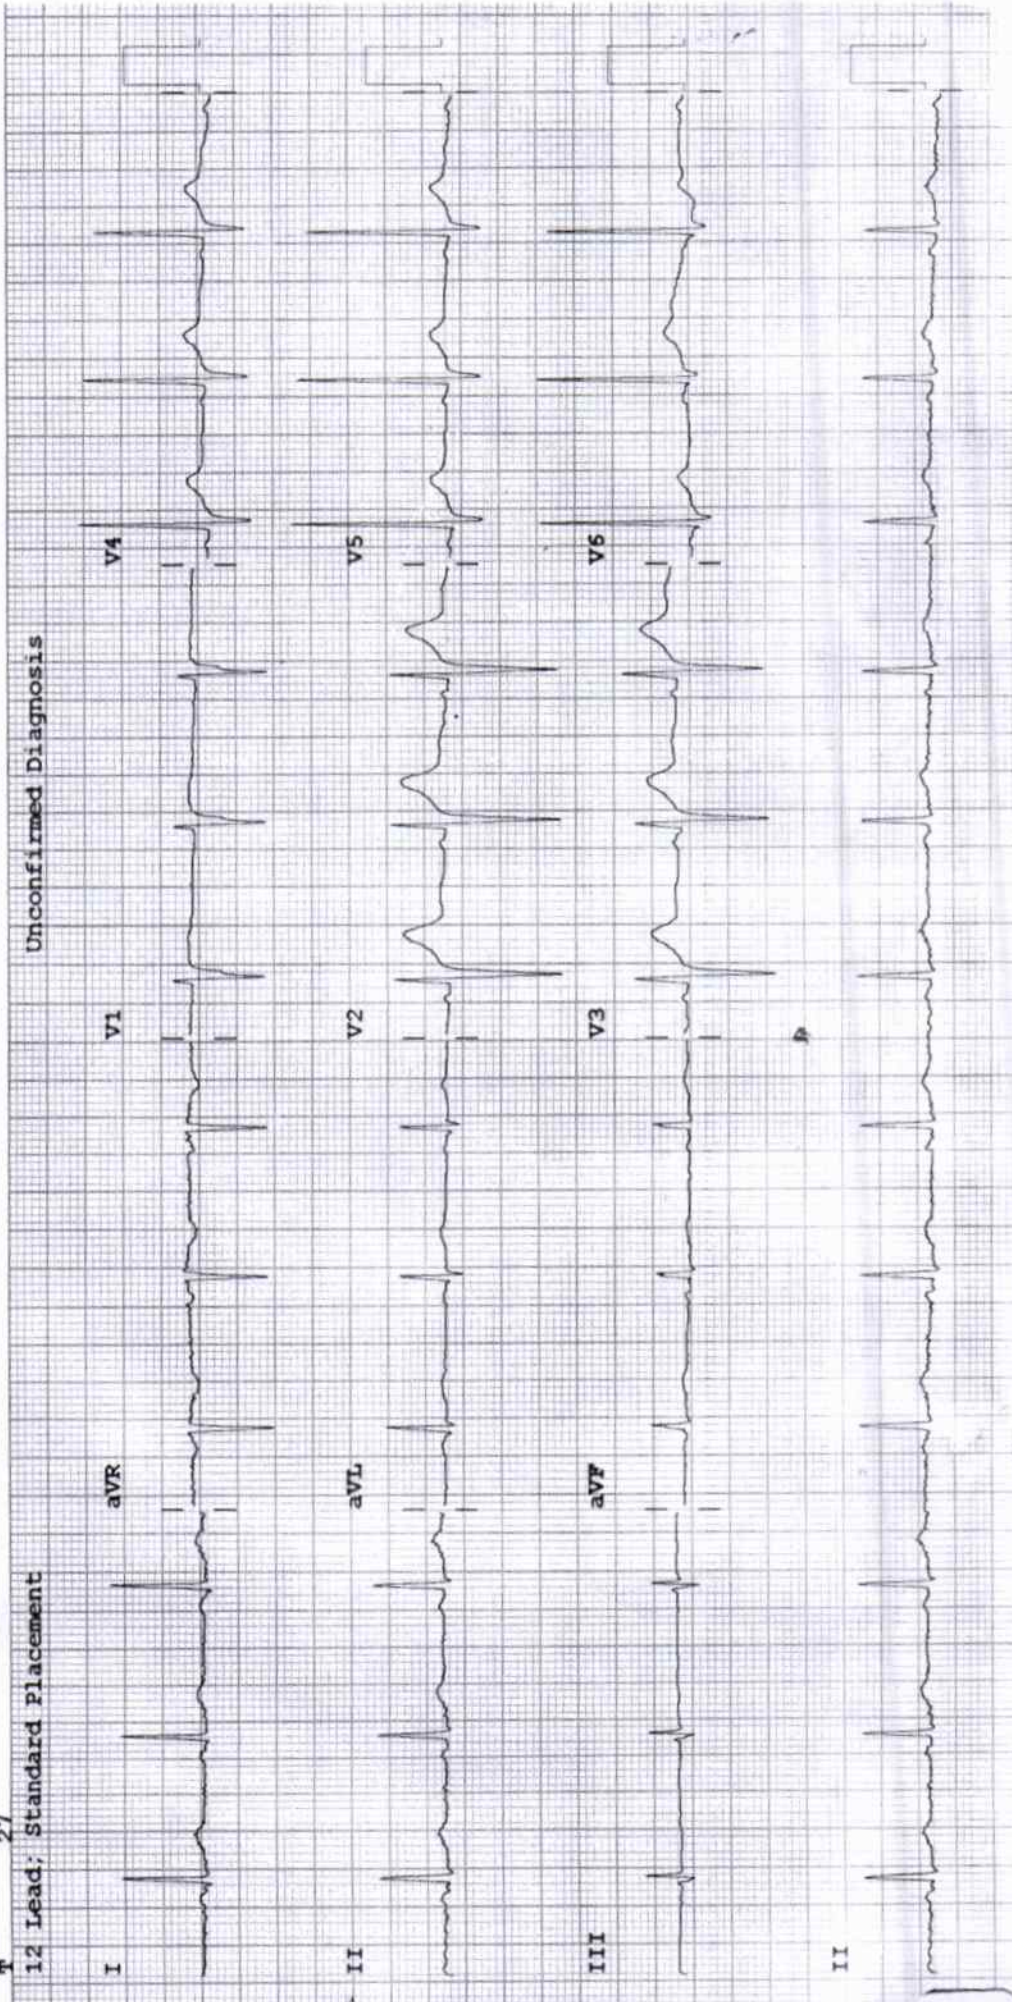 T 27
12 Lead; Standard Placement
Unconfirmed Diagnosis
I
aVR
V1
V4
II
aVL
V2
V5
III
aVF
V3
V6
II